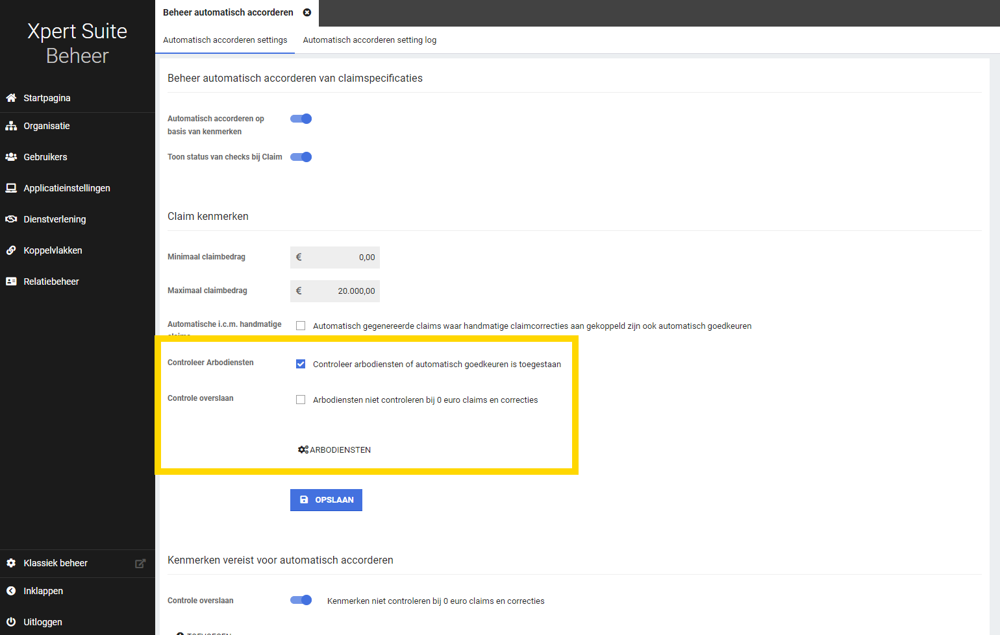 Xpert Suite
Beheer
Startpagina
Organisatie
Gebruikers
Applicatieinstellingen
Dienstverlening
Koppelvlakken
Relatiebeheer
Klassiek beheer
Inklappen
Uitloggen
Beheer automatisch accorderen
Automatisch accorderen settings
Automatisch accorderen setting log
Beheer automatisch accorderen van claimspecificaties
Automatisch accorderen op
basis van kenmerken
Toon status van checks bij Claim
Claim kenmerken
Minimaal claimbedrag
€ 0,00
Maximaal claimbedrag
€ 20.000,00
Automatische i.c.m. handmatige
claims
Automatisch gegenereerde claims waar handmatige claimcorrecties aan gekoppeld zijn ook automatisch goedkeuren
Controleer Arbodiensten
Controleer arbodiensten of automatisch goedkeuren is toegestaan
Controle overslaan
Arbodiensten niet controleren bij 0 euro claims en correcties
ARBODIENSTEN
OPSLAAN
Kenmerken vereist voor automatisch accorderen
Controle overslaan
Kenmerken niet controleren bij 0 euro claims en correcties
TOEVOEGEN